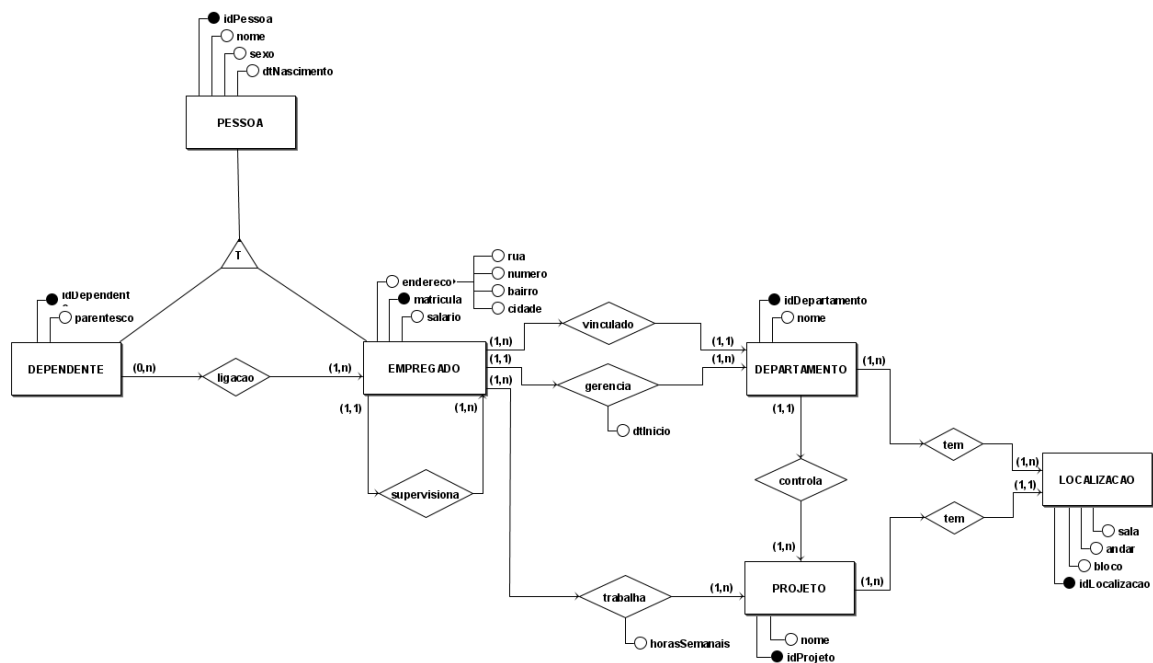 idPessoa
nome
sexo
dtNascimento
PESSOA
T
parentesco
DEPENDENTE
(0,n)
ligacao
(1,n)
endereco
rua
numero
bairro
cidade
matricula
salario
EMPREGADO
(1,n)
(1,1)
(1,n)
(1,1)
(1,n)
supervisiona
vinculado
(1,1)
gerencia
(1,n)
dtInicio
idDepartamento
nome
DEPARTAMENTO
(1,n)
(1,1)
controla
(1,n)
tem
(1,n)
(1,1)
tem
LOCALIZACAO
sala
andar
bloco
idLocalizacao
trabalha
(1,n)
horasSemanais
PROJETO
(1,n)
nome
idProjeto